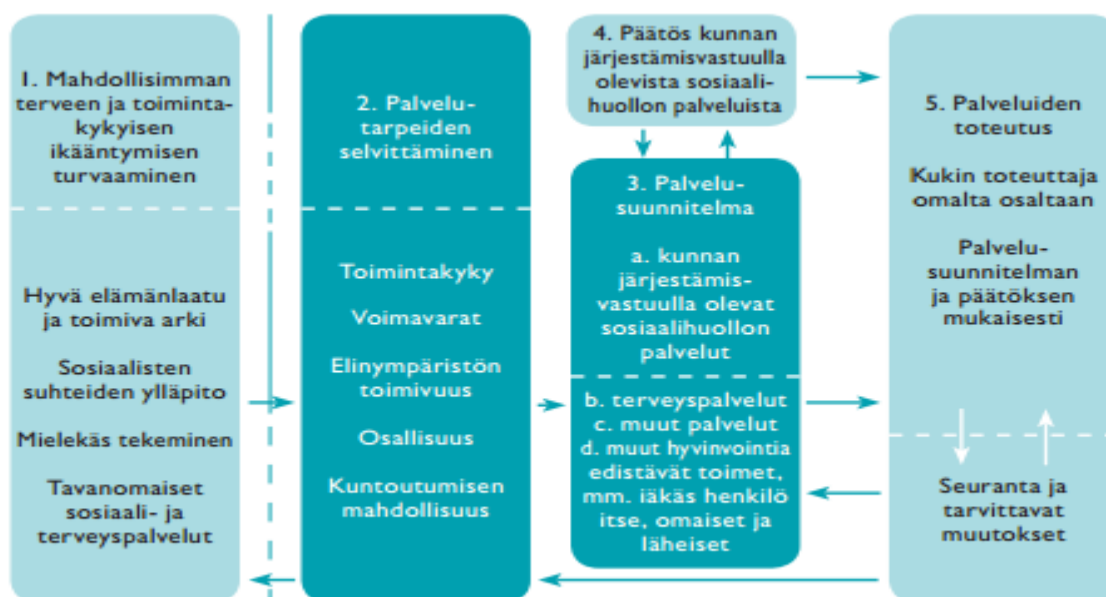 1. Mahdollisimman
terveen ja toiminta-
kykyisen
ikääntymisen
turvaaminen
Hyvä elämänlaatu
ja toimiva arki
Sosiaalisten
suhteiden ylläpito
Mielekäs tekeminen
Tavanomaiset
sosiaali- ja
terveyspalvelut
2. Palvelu-
tarpeiden
selvittäminen
Toimintakyky
Voimavarat
Elinympäristön
toimivuus
Osallisuus
Kuntoutumisen
mahdollisuus
4. Päätös kunnan
järjestämisvastuulla
olevista sosiaali-
huollon palveluista
3. Palvelu-
suunnitelma
a. kunnan
järjestämis-
vastuulla olevat
sosiaalihuollon
palvelut
b. terveyspalvelut
c. muut palvelut
d. muut hyvinvointia
edistävät toimet,
mm. iäkäs henkilö
itse, omaiset ja
läheiset
5. Palveluiden
toteutus
Kukin toteuttaja
omalta osaltaan
Palvelu-
suunnitelman
ja päätöksen
mukaisesti
Seuranta ja
tarvittavat
muutokset